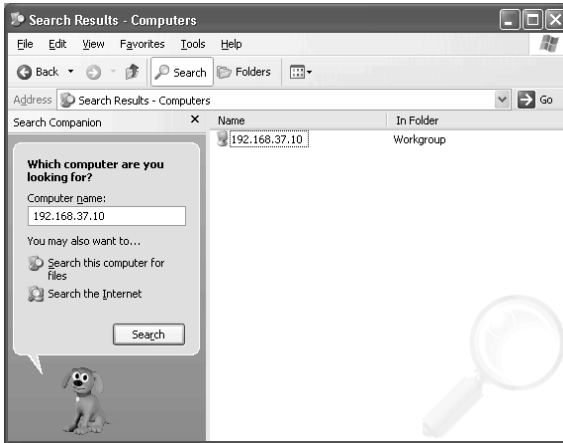 Search Results - Computers
File Edit View Favorites Tools Help
Back Search Folders
Address Search Results - Computers Go
Search Companion
Name In Folder
192.168.37.10 Workgroup
Which computer are you
looking for?
Computer name:
192.168.37.10
You may also want to...
Search this computer for
files
Search the Internet
Search